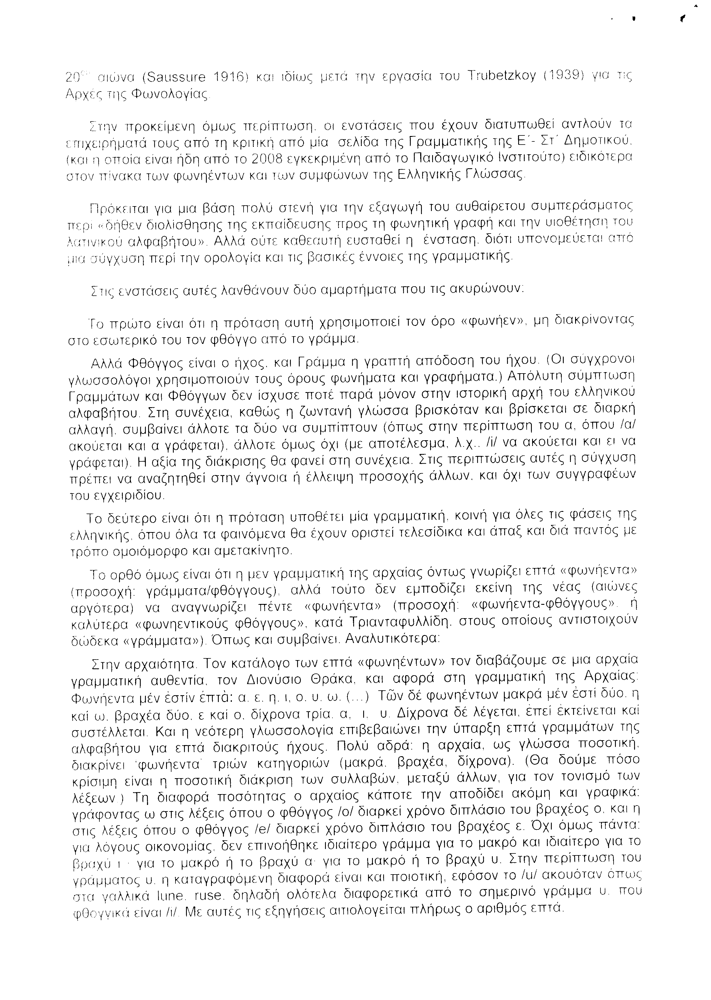 20ού αιώνα (Saussure 1916) και ιδίως μετά την εργασία του Trubetzkoy (1939) για τις
Αρχές της Φωνολογίας.
Στην προκείμενη όμως περίπτωση, οι ενστάσεις που έχουν διατυπωθεί αντλούν τα
επιχειρήματά τους από τη κριτική από μία σελίδα της Γραμματικής της Ε΄- Στ΄ Δημοτικού,
(και η οποία είναι ήδη από το 2008 εγκεκριμένη από το Παιδαγωγικό Ινστιτούτο) ειδικότερα
στον πίνακα των φωνηέντων και των συμφώνων της Ελληνικής Γλώσσας.
Πρόκειται για μια βάση πολύ στενή για την εξαγωγή του αυθαίρετου συμπεράσματος
περί «δήθεν διολίσθησης της εκπαίδευσης προς τη φωνητική γραφή και την υιοθέτηση του
λατινικού αλφαβήτου». Αλλά ούτε καθεαυτή ευσταθεί η ένσταση, διότι υπονομεύεται από
μια σύγχυση περί την ορολογία και τις βασικές έννοιες της γραμματικής.
Στις ενστάσεις αυτές λανθάνουν δύο αμαρτήματα που τις ακυρώνουν:
Το πρώτο είναι ότι η πρόταση αυτή χρησιμοποιεί τον όρο «φωνήεν», μη διακρίνοντας
στο εσωτερικό του τον φθόγγο από το γράμμα.
Αλλά Φθόγγος είναι ο ήχος, και Γράμμα η γραπτή απόδοση του ήχου. (Οι σύγχρονοι
γλωσσολόγοι χρησιμοποιούν τους όρους φωνήματα και γραφήματα.) Απόλυτη σύμπτωση
Γραμμάτων και Φθόγγων δεν ίσχυσε ποτέ παρά μόνον στην ιστορική αρχή του ελληνικού
αλφαβήτου. Στη συνέχεια, καθώς η ζωντανή γλώσσα βρισκόταν και βρίσκεται σε διαρκή
αλλαγή, συμβαίνει άλλοτε τα δύο να συμπίπτουν (όπως στην περίπτωση του α, όπου /α/
ακούεται και α γράφεται), άλλοτε όμως όχι (με αποτέλεσμα, λ.χ., /i/ να ακούεται και ει να
γράφεται). Η αξία της διάκρισης θα φανεί στη συνέχεια. Στις περιπτώσεις αυτές η σύγχυση
πρέπει να αναζητηθεί στην άγνοια ή έλλειψη προσοχής άλλων, και όχι των συγγραφέων
του εγχειριδίου.
Το δεύτερο είναι ότι η πρόταση υποθέτει μία γραμματική, κοινή για όλες τις φάσεις της
ελληνικής, όπου όλα τα φαινόμενα θα έχουν οριστεί τελεσίδικα και άπαξ και διά παντός με
τρόπο ομοιόμορφο και αμετακίνητο.
Το ορθό όμως είναι ότι η μεν γραμματική της αρχαίας όντως γνωρίζει επτά «φωνήεντα»
(προσοχή: γράμματα/φθόγγους), αλλά τούτο δεν εμποδίζει εκείνη της νέας (αιώνες
αργότερα) να αναγνωρίζει πέντε «φωνήεντα» (προσοχή: «φωνήεντα-φθόγγους», ή
καλύτερα «φωνηεντικούς φθόγγους», κατά Τριανταφυλλίδη, στους οποίους αντιστοιχούν
δώδεκα «γράμματα»). Όπως και συμβαίνει. Αναλυτικότερα:
Στην αρχαιότητα. Τον κατάλογο των επτά «φωνηέντων» τον διαβάζουμε σε μια αρχαία
γραμματική αυθεντία, τον Διονύσιο Θράκα, και αφορά στη γραμματική της Αρχαίας:
Φωνήεντα μέν ἐστίν ἑπτὰ: α, ε, η, ι, ο, υ, ω. (...) Τῶν δέ φωνηέντων μακρά μέν ἐστί δύο, η
καί ω, βραχέα δύο, ε καί ο, δίχρονα τρία, α, ι, υ. Δίχρονα δέ λέγεται, ἐπεί ἐκτείνεται καί
συστέλλεται. Και η νεότερη γλωσσολογία επιβεβαιώνει την ύπαρξη επτά γραμμάτων της
αλφαβήτου για επτά διακριτούς ήχους. Πολύ αδρά: η αρχαία, ως γλώσσα ποσοτική,
διακρίνει 'φωνήεντα' τριών κατηγοριών (μακρά, βραχέα, δίχρονα). (Θα δούμε πόσο
κρίσιμη είναι η ποσοτική διάκριση των συλλαβών, μεταξύ άλλων, για τον τονισμό των
λέξεων.) Τη διαφορά ποσότητας ο αρχαίος κάποτε την αποδίδει ακόμη και γραφικά:
γράφοντας ω στις λέξεις όπου ο φθόγγος /ο/ διαρκεί χρόνο διπλάσιο του βραχέος ο, και η
στις λέξεις όπου ο φθόγγος /e/ διαρκεί χρόνο διπλάσιο του βραχέος ε. Όχι όμως πάντα:
για λόγους οικονομίας, δεν επινοήθηκε ιδιαίτερο γράμμα για το μακρό και ιδιαίτερο για το
βραχύ ι · για το μακρό ή το βραχύ α· για το μακρό ή το βραχύ υ. Στην περίπτωση του
γράμματος υ, η καταγραφόμενη διαφορά είναι και ποιοτική, εφόσον το /u/ ακουόταν όπως
στα γαλλικά lune, ruse, δηλαδή ολότελα διαφορετικά από το σημερινό γράμμα υ, που
φθογγικά είναι /i/. Με αυτές τις εξηγήσεις αιτιολογείται πλήρως ο αριθμός επτά.